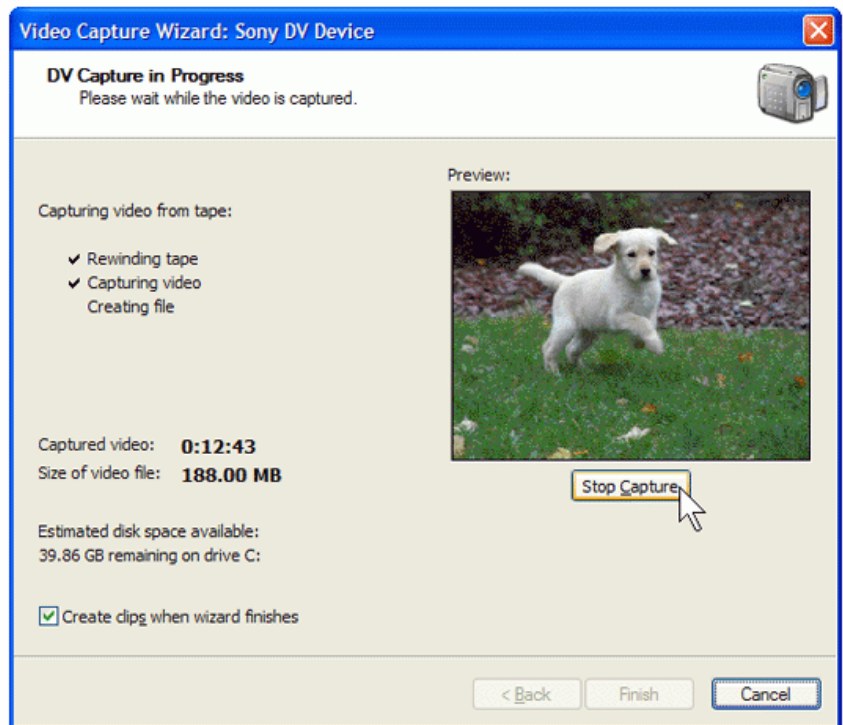 Video Capture Wizard: Sony DV Device
DV Capture in Progress
Please wait while the video is captured.
Preview:
Capturing video from tape:
Rewinding tape
Capturing video
Creating file
Captured video: 0:12:43
Size of video file: 188.00 MB
Stop Capture
Estimated disk space available:
39.86 GB remaining on drive C:
Create clips when wizard finishes
< Back Finish Cancel